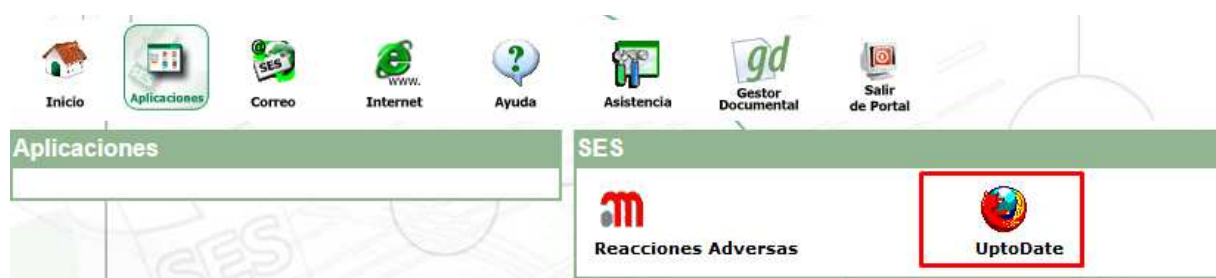 @
SES
www.
?
gd
Inicio
Aplicaciones
Correo
Internet
Ayuda
Asistencia
Gestor
Documental
Salir
de Portal
Aplicaciones
SES
SES
Reacciones Adversas
UptoDate